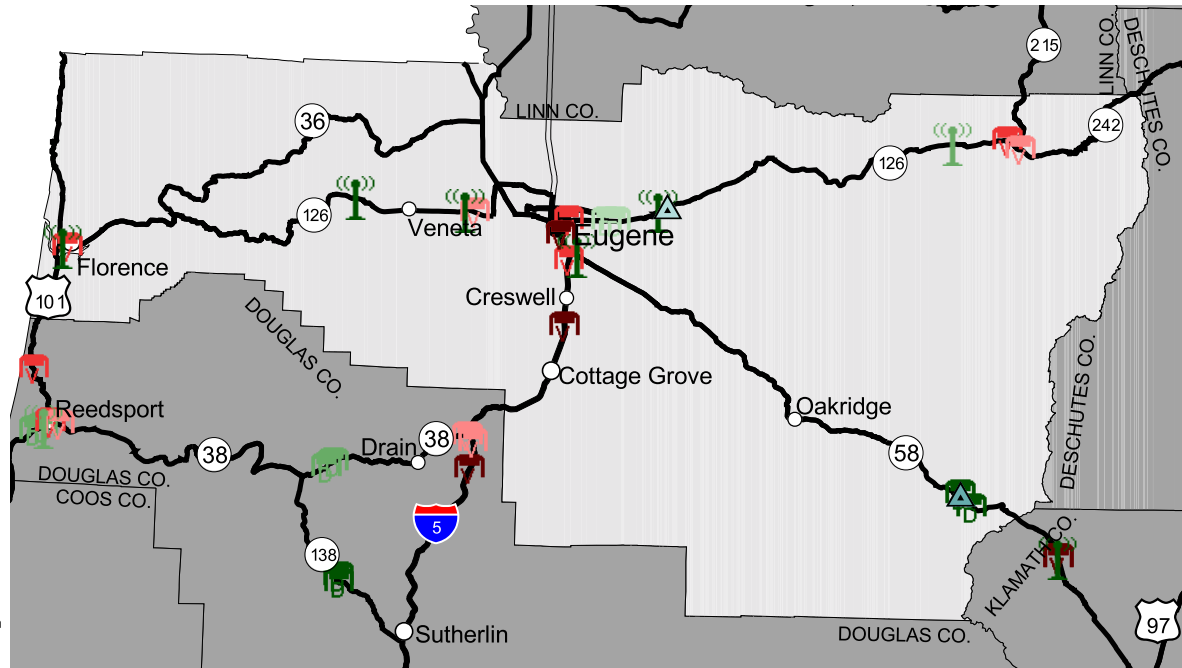 215
LINN CO.
DESCHUTES CO.
LINN CO.
36
242
126
126
Veneta
Eugene
Florence
101
Creswell
DOUGLAS CO.
V
Cottage Grove
DESCHUTES CO.
Reedsport
Oakridge
38
Drain
38
58
DOUGLAS CO.
COOS CO.
V
D
5
138
D
KLAMATH CO.
97
Sutherlin
DOUGLAS CO.